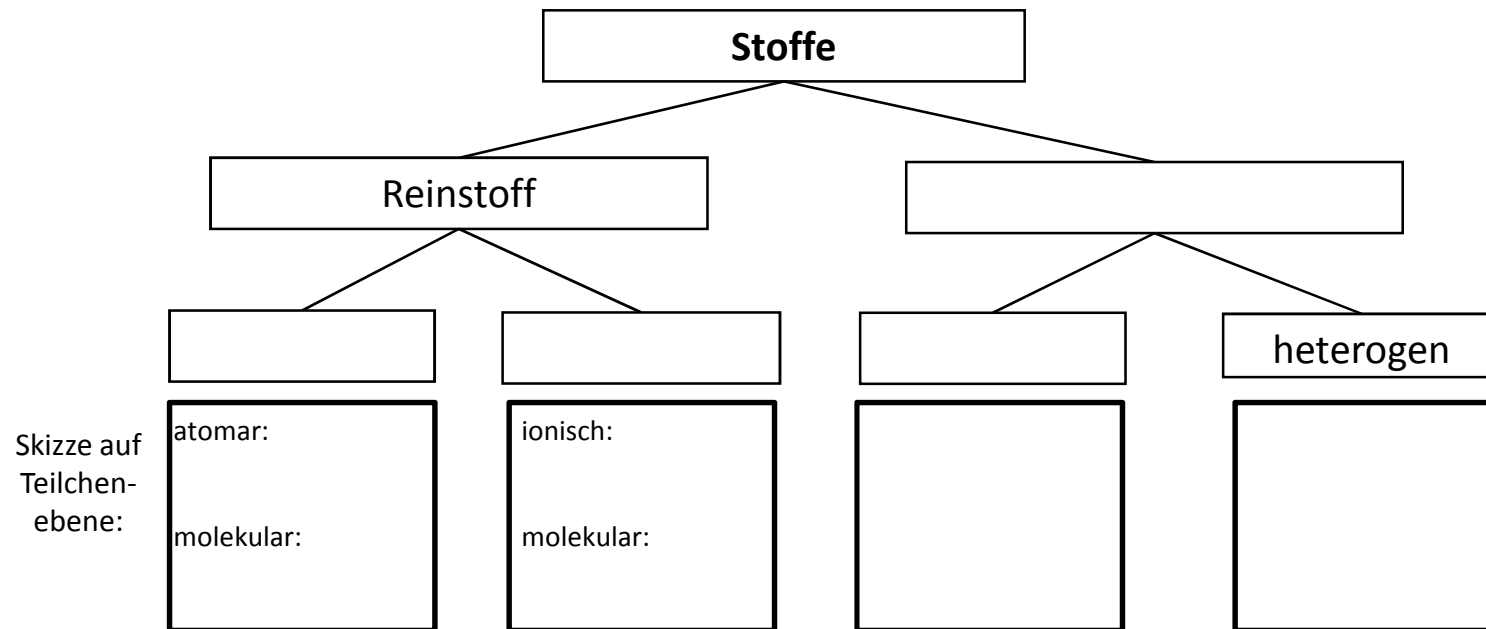 Stoffe
Reinstoff
heterogen
Skizze auf
Teilchen-
ebene:
atomar:
molekular:
ionisch:
molekular: